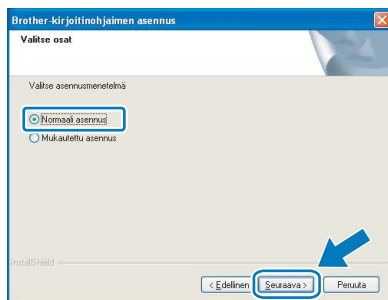 Brother-kirjoitinohjaimen asennus
Valitse osat
Valitse asennusmenetelmä
Normaali asennus
Mukautettu asennus
InstallShield
< Edellinen Seuraava > Peruuta